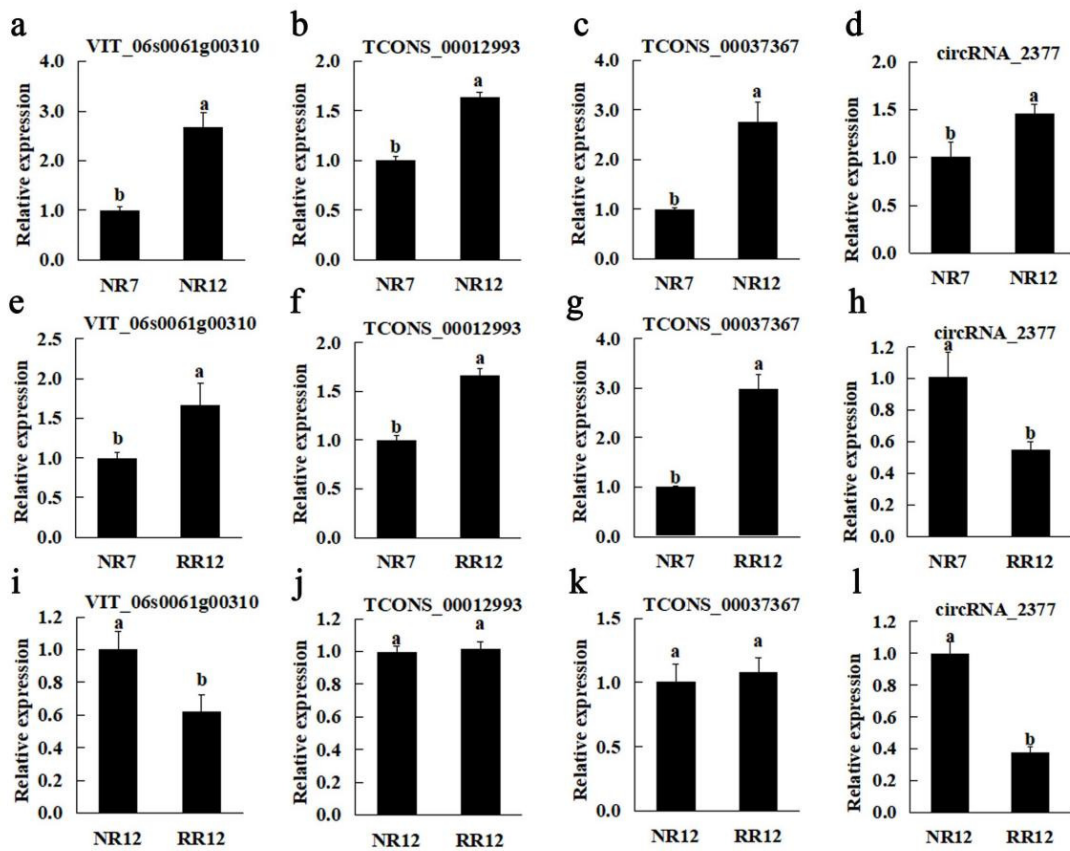 a
VIT_06s0061g00310
Relative expression
4.0
3.0
2.0
1.0
0.0
b
a
NR7 NR12
b
TCONS_00012993
Relative expression
2.0
1.5
1.0
0.5
0.0
b
a
NR7 NR12
c
TCONS_00037367
Relative expression
4.0
3.0
2.0
1.0
0.0
b
a
NR7 NR12
d
circRNA_2377
Relative expression
2.0
1.5
1.0
0.5
0.0
b
a
NR7 NR12
e
VIT_06s0061g00310
Relative expression
2.5
2.0
1.5
1.0
0.5
0.0
b
a
NR7 RR12
f
TCONS_00012993
Relative expression
2.0
1.5
1.0
0.5
0.0
b
a
NR7 RR12
g
TCONS_00037367
Relative expression
4.0
3.0
2.0
1.0
0.0
b
a
NR7 RR12
h
circRNA_2377
Relative expression
1.2
1.0
0.8
0.6
0.4
0.2
0.0
a
b
NR7 RR12
i
VIT_06s0061g00310
Relative expression
1.2
1.0
0.8
0.6
0.4
0.2
0.0
a
b
NR12 RR12
j
TCONS_00012993
Relative expression
1.2
1.0
0.8
0.6
0.4
0.2
0.0
a
a
NR12 RR12
k
TCONS_00037367
Relative expression
1.5
1.0
0.5
0.0
a
a
NR12 RR12
l
circRNA_2377
Relative expression
1.2
1.0
0.8
0.6
0.4
0.2
0.0
a
b
NR12 RR12